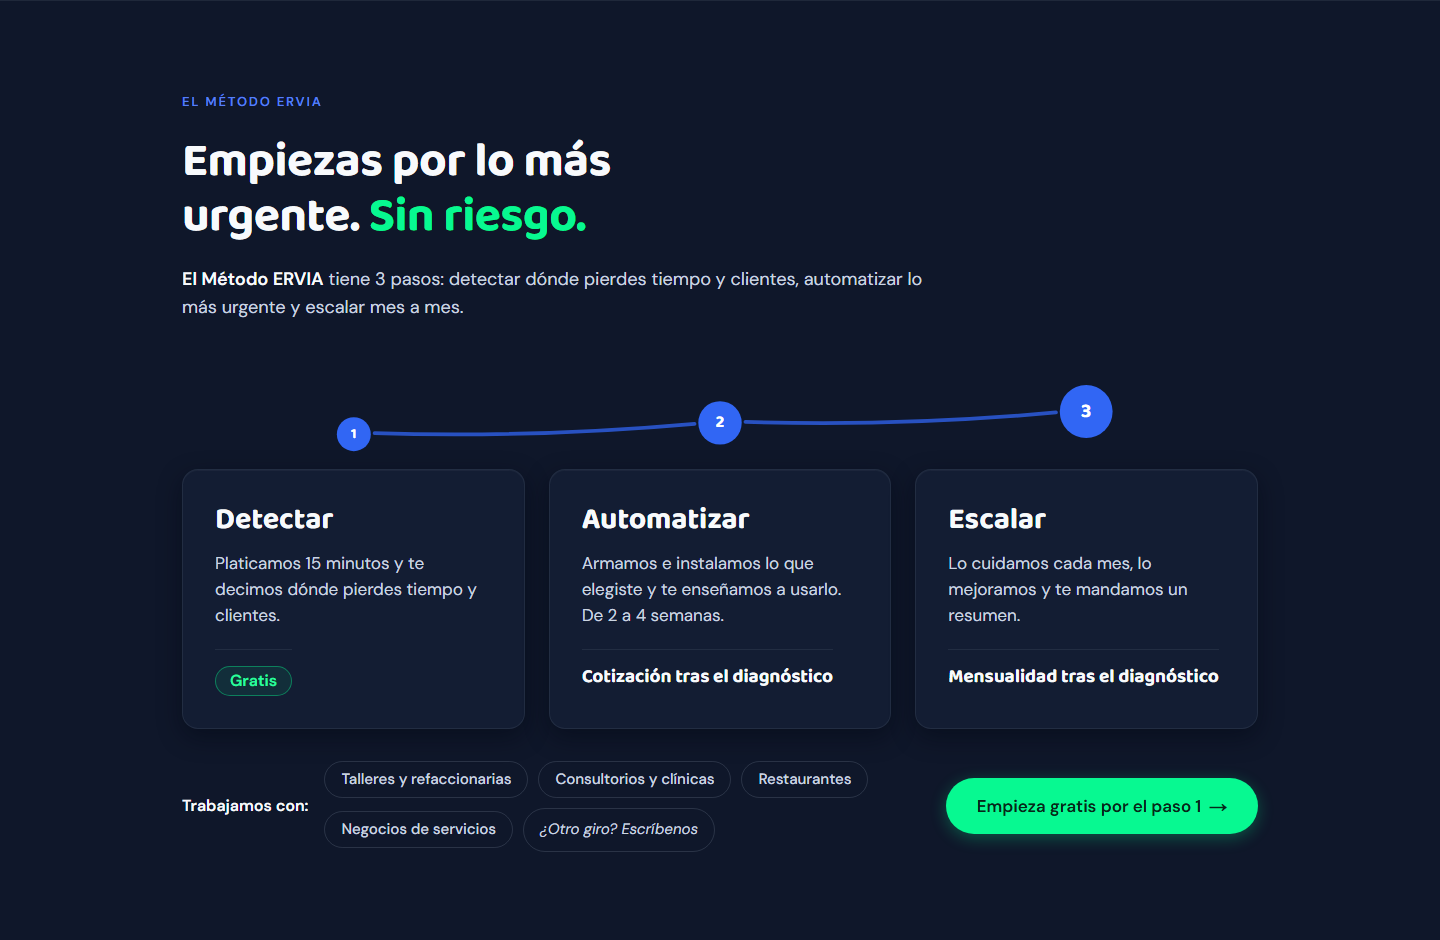 EL MÉTODO ERVIA
Empiezas por lo más
urgente. Sin riesgo.
El Método ERVIA tiene 3 pasos: detectar dónde pierdes tiempo y clientes, automatizar lo
más urgente y escalar mes a mes.
1
2
3
Detectar
Platicamos 15 minutos y te
decimos dónde pierdes tiempo y
clientes.
Gratis
Automatizar
Armamos e instalamos lo que
elegiste y te enseñamos a usarlo.
De 2 a 4 semanas.
Cotización tras el diagnóstico
Escalar
Lo cuidamos cada mes, lo
mejoramos y te mandamos un
resumen.
Mensualidad tras el diagnóstico
Trabajamos con:
Talleres y refaccionarias
Consultorios y clínicas
Restaurantes
Negocios de servicios
¿Otro giro? Escríbenos
Empieza gratis por el paso 1 →